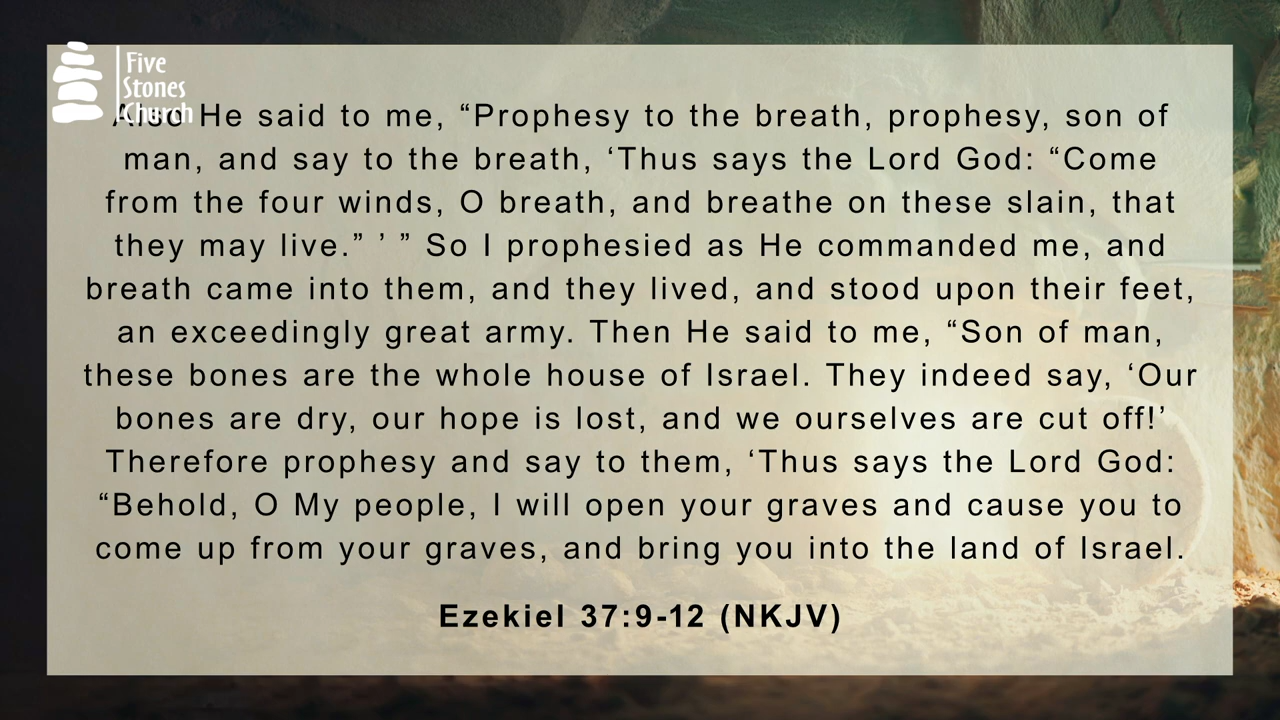 Five
Stones
Church
Also He said to me, “Prophesy to the breath, prophesy, son of
man, and say to the breath, ‘Thus says the Lord God: “Come
from the four winds, O breath, and breathe on these slain, that
they may live.” ’ ” So I prophesied as He commanded me, and
breath came into them, and they lived, and stood upon their feet,
an exceedingly great army. Then He said to me, “Son of man,
these bones are the whole house of Israel. They indeed say, ‘Our
bones are dry, our hope is lost, and we ourselves are cut off!’
Therefore prophesy and say to them, ‘Thus says the Lord God:
“Behold, O My people, I will open your graves and cause you to
come up from your graves, and bring you into the land of Israel.
Ezekiel 37:9-12 (NKJV)